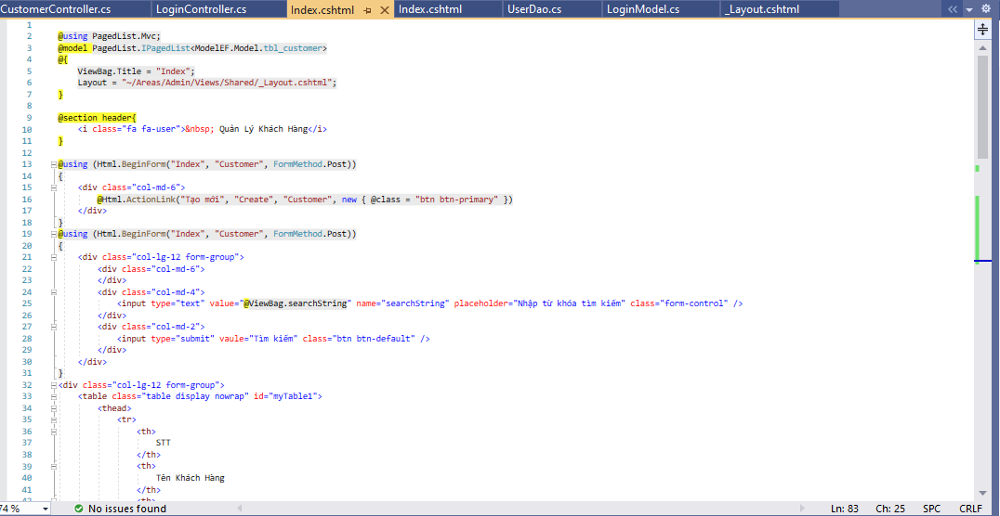 CustomerController.cs LoginController.cs Index.cshtml Index.cshtml UserDao.cs LoginModel.cs _Layout.cshtml
1
2 @using PagedList.Mvc;
3 @model PagedList.IPagedList<ModelEF.Model.tbl_customer>
4 @{
5 ViewBag.Title = "Index";
6 Layout = "~/Areas/Admin/Views/Shared/_Layout.cshtml";
7 }
8
9 @section header{
10 <i class="fa fa-user">&nbsp; Quản Lý Khách Hàng</i>
11 }
12
13 @using (Html.BeginForm("Index", "Customer", FormMethod.Post))
14 {
15 <div class="col-md-6">
16 @Html.ActionLink("Tạo mới", "Create", "Customer", new { @class = "btn btn-primary" })
17 </div>
18 }
19 @using (Html.BeginForm("Index", "Customer", FormMethod.Post))
20 {
21 <div class="col-lg-12 form-group">
22 <div class="col-md-6">
23 </div>
24 <div class="col-md-4">
25 <input type="text" value="@ViewBag.searchString" name="searchString" placeholder="Nhập từ khóa tìm kiếm" class="form-control" />
26 </div>
27 <div class="col-md-2">
28 <input type="submit" vaule="Tìm kiếm" class="btn btn-default" />
29 </div>
30 </div>
31 }
32 <div class="col-lg-12 form-group">
33 <table class="table display nowrap" id="myTable1">
34 <thead>
35 <tr>
36 <th>
37 STT
38 </th>
39 <th>
40 Tên Khách Hàng
41 </th>
42 <th>
74 % No issues found Ln: 83 Ch: 25 SPC CRLF